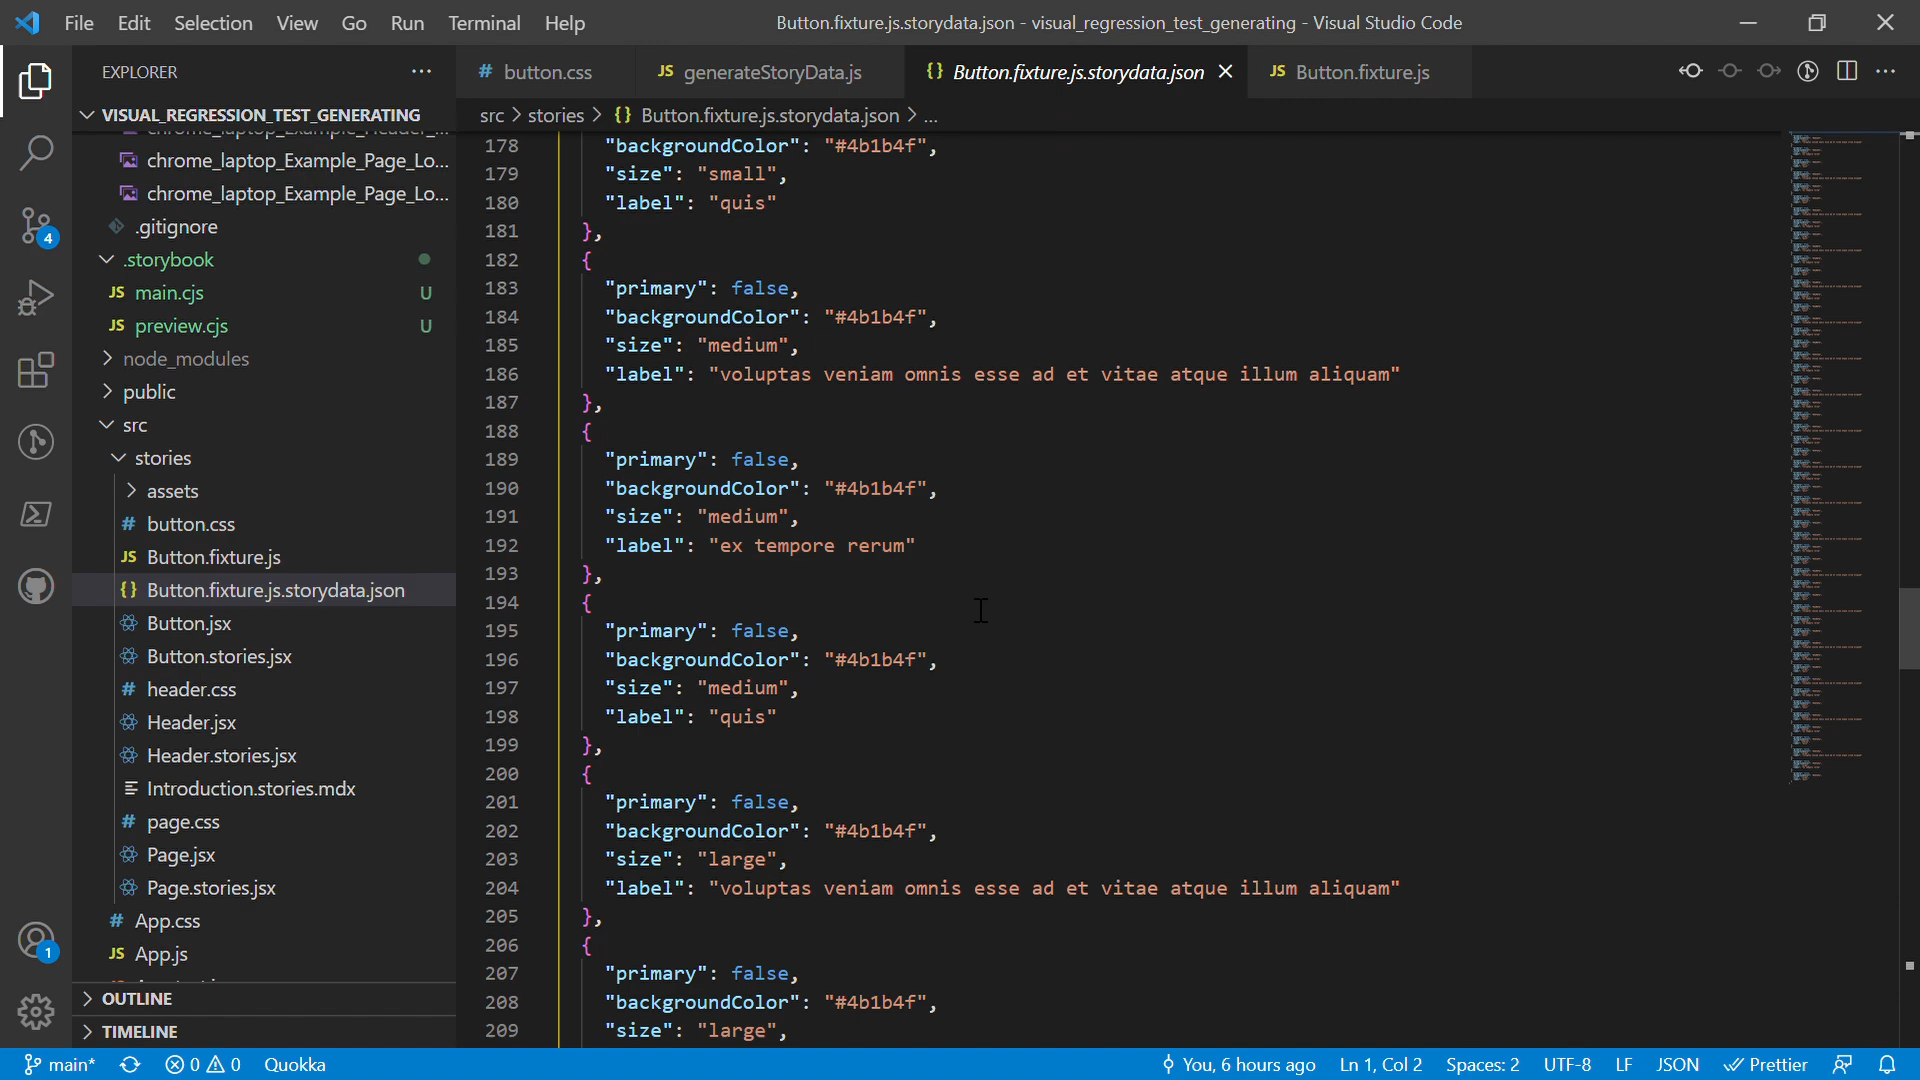 File Edit Selection View Go Run Terminal Help
Button.fixture.js.storydata.json - visual_regression_test_generating - Visual Studio Code
EXPLORER
VISUAL_REGRESSION_TEST_GENERATING
chrome_laptop_Example_Header_...
chrome_laptop_Example_Page_Lo...
chrome_laptop_Example_Page_Lo...
.gitignore
.storybook
JS main.cjs U
JS preview.cjs U
node_modules
public
src
stories
assets
# button.css
JS Button.fixture.js
{} Button.fixture.js.storydata.json
Button.jsx
Button.stories.jsx
# header.css
Header.jsx
Header.stories.jsx
Introduction.stories.mdx
# page.css
Page.jsx
Page.stories.jsx
# App.css
JS App.js
OUTLINE
TIMELINE
4
1
# button.css
JS generateStoryData.js
{} Button.fixture.js.storydata.json
JS Button.fixture.js
src > stories > {} Button.fixture.js.storydata.json > ...
178 "backgroundColor": "#4b1b4f",
179 "size": "small",
180 "label": "quis"
181 },
182 {
183 "primary": false,
184 "backgroundColor": "#4b1b4f",
185 "size": "medium",
186 "label": "voluptas veniam omnis esse ad et vitae atque illum aliquam"
187 },
188 {
189 "primary": false,
190 "backgroundColor": "#4b1b4f",
191 "size": "medium",
192 "label": "ex tempore rerum"
193 },
194 {
195 "primary": false,
196 "backgroundColor": "#4b1b4f",
197 "size": "medium",
198 "label": "quis"
199 },
200 {
201 "primary": false,
202 "backgroundColor": "#4b1b4f",
203 "size": "large",
204 "label": "voluptas veniam omnis esse ad et vitae atque illum aliquam"
205 },
206 {
207 "primary": false,
208 "backgroundColor": "#4b1b4f",
209 "size": "large",
main* 0 0 Quokka
You, 6 hours ago Ln 1, Col 2 Spaces: 2 UTF-8 LF JSON Prettier